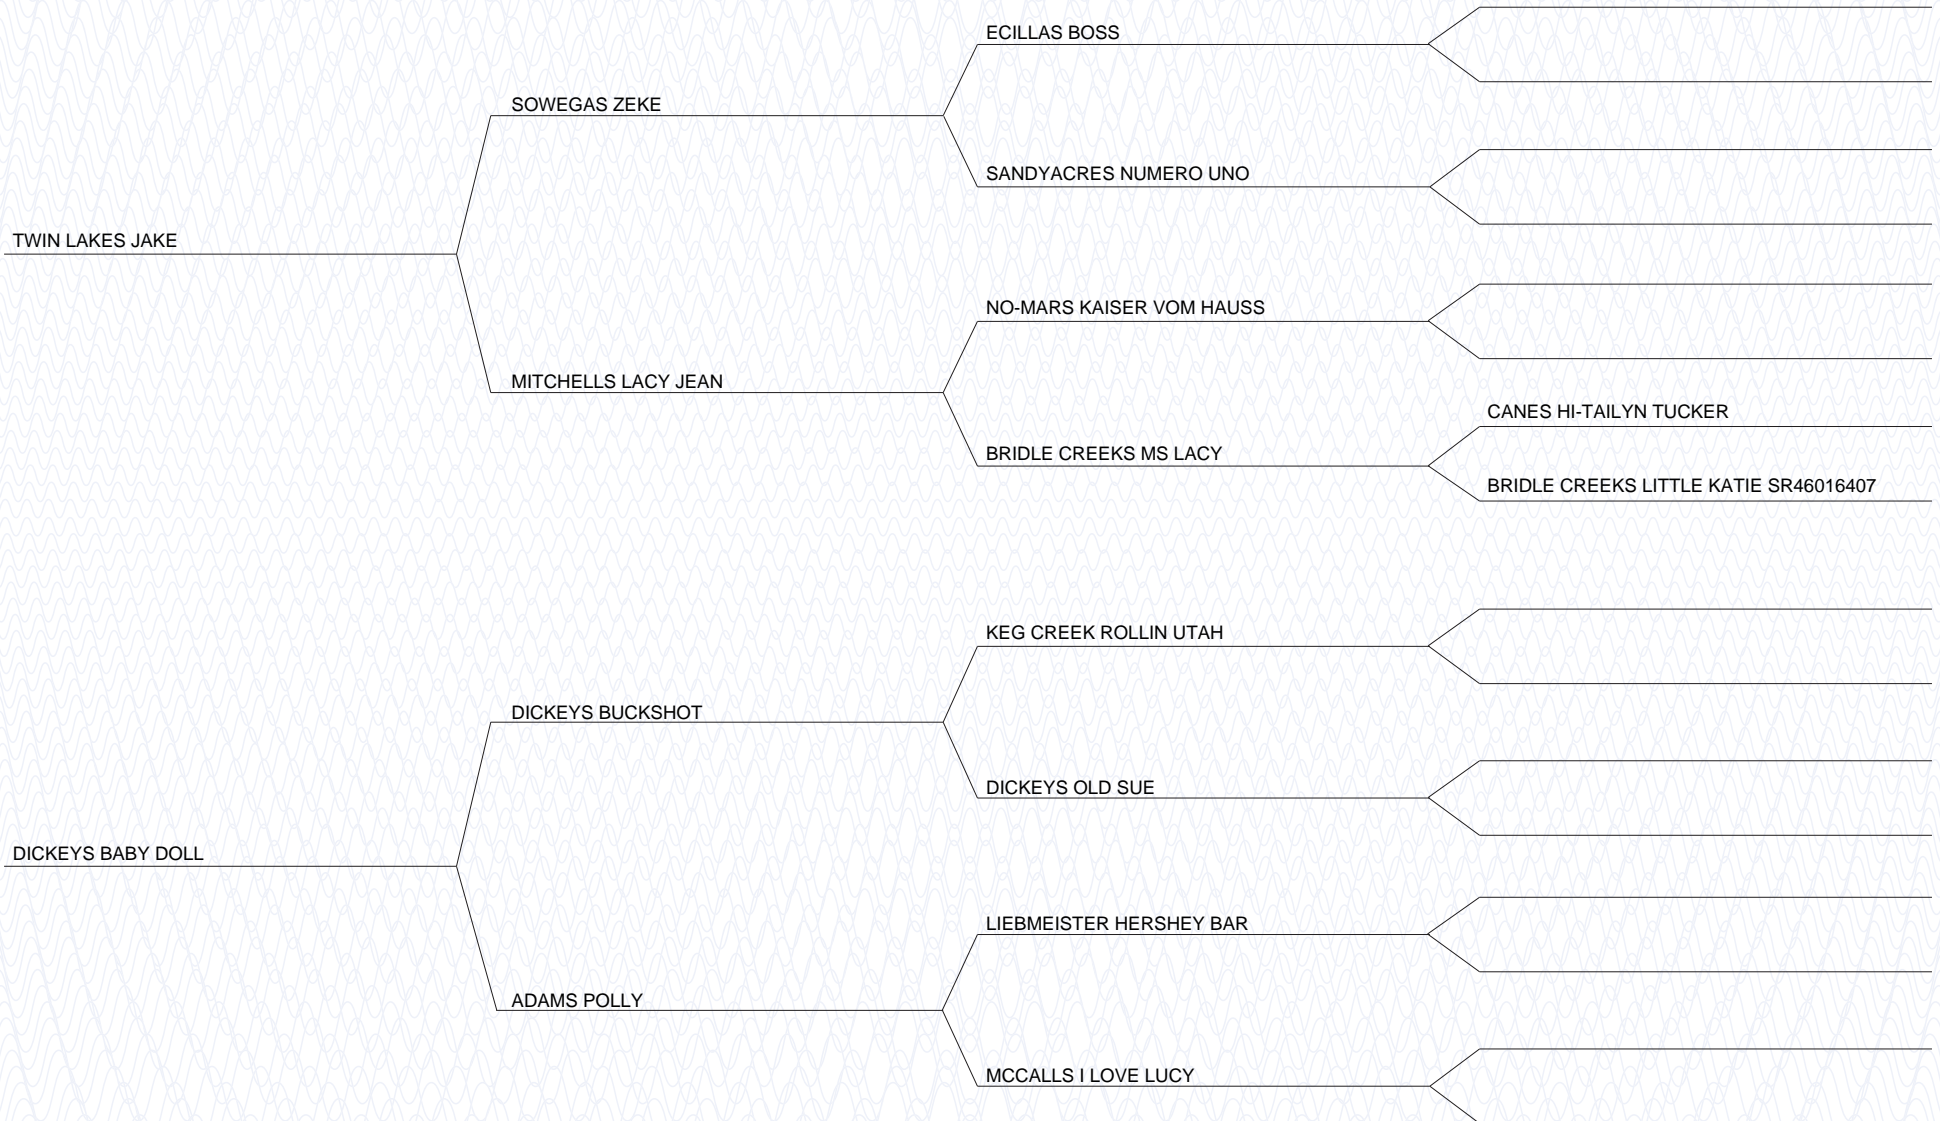 ECILLAS BOSS
SOWEGAS ZEKE
SANDYACRES NUMERO UNO
TWIN LAKES JAKE
NO-MARS KAISER VOM HAUSS
MITCHELLS LACY JEAN
CANES HI-TAILYN TUCKER
BRIDLE CREEKS MS LACY
BRIDLE CREEKS LITTLE KATIE SR46016407
KEG CREEK ROLLIN UTAH
DICKEYS BUCKSHOT
DICKEYS OLD SUE
DICKEYS BABY DOLL
LIEBMEISTER HERSHEY BAR
ADAMS POLLY
MCCALLS I LOVE LUCY